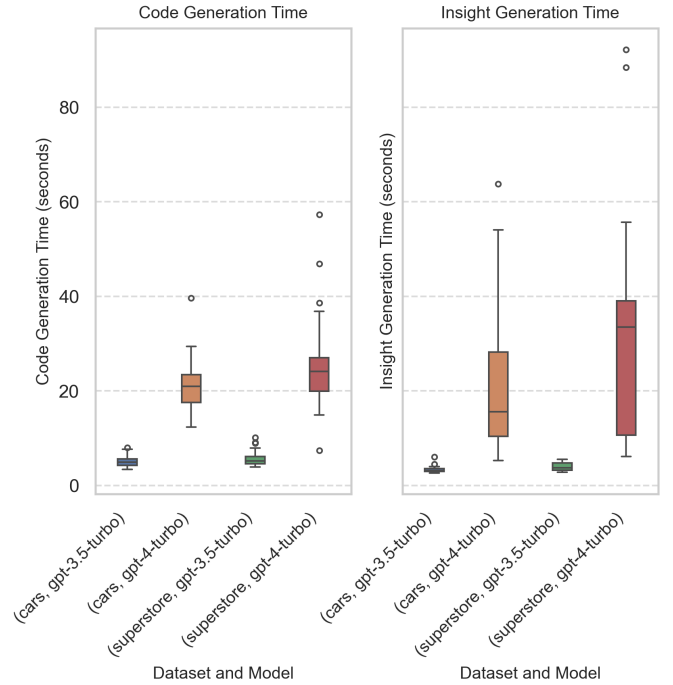 Code Generation Time
Insight Generation Time
Code Generation Time (seconds)
80
60
40
20
0
Insight Generation Time (seconds)
(cars, gpt-3.5-turbo)
(cars, gpt-4-turbo)
(superstore, gpt-3.5-turbo)
(superstore, gpt-4-turbo)
(cars, gpt-3.5-turbo)
(cars, gpt-4-turbo)
(superstore, gpt-3.5-turbo)
(superstore, gpt-4-turbo)
Dataset and Model
Dataset and Model